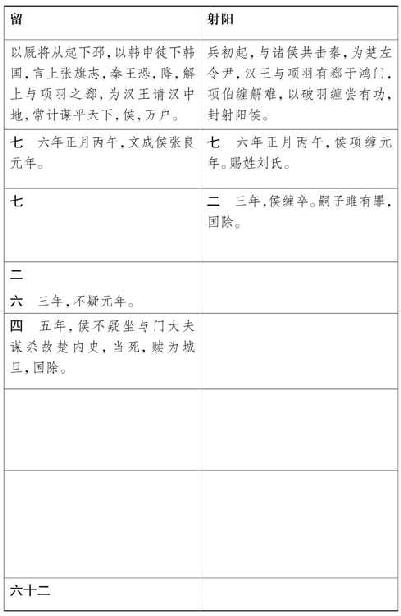 留
以厩将从起下邳，以韩申徒下韩
国，言上张旗志，秦王恐，降，解
上与项羽之郄，为汉王请汉中
地，常计谋平天下，侯，万户。
射阳
兵初起，与诸侯共击秦，为楚左
令尹，汉王与项羽有郄于鸿门，
项伯缠解难，以破羽缠尝有功，
封射阳侯。
七　六年正月丙午，文成侯张良
元年。
七　六年正月丙午，侯项缠元
年。赐姓刘氏。
七
二　三年，侯缠卒。嗣子睢有罪，
国除。
二
六　三年，不疑元年。
四　五年，侯不疑坐与门大夫
谋杀故楚内史，当死，赎为城
旦，国除。
六十二